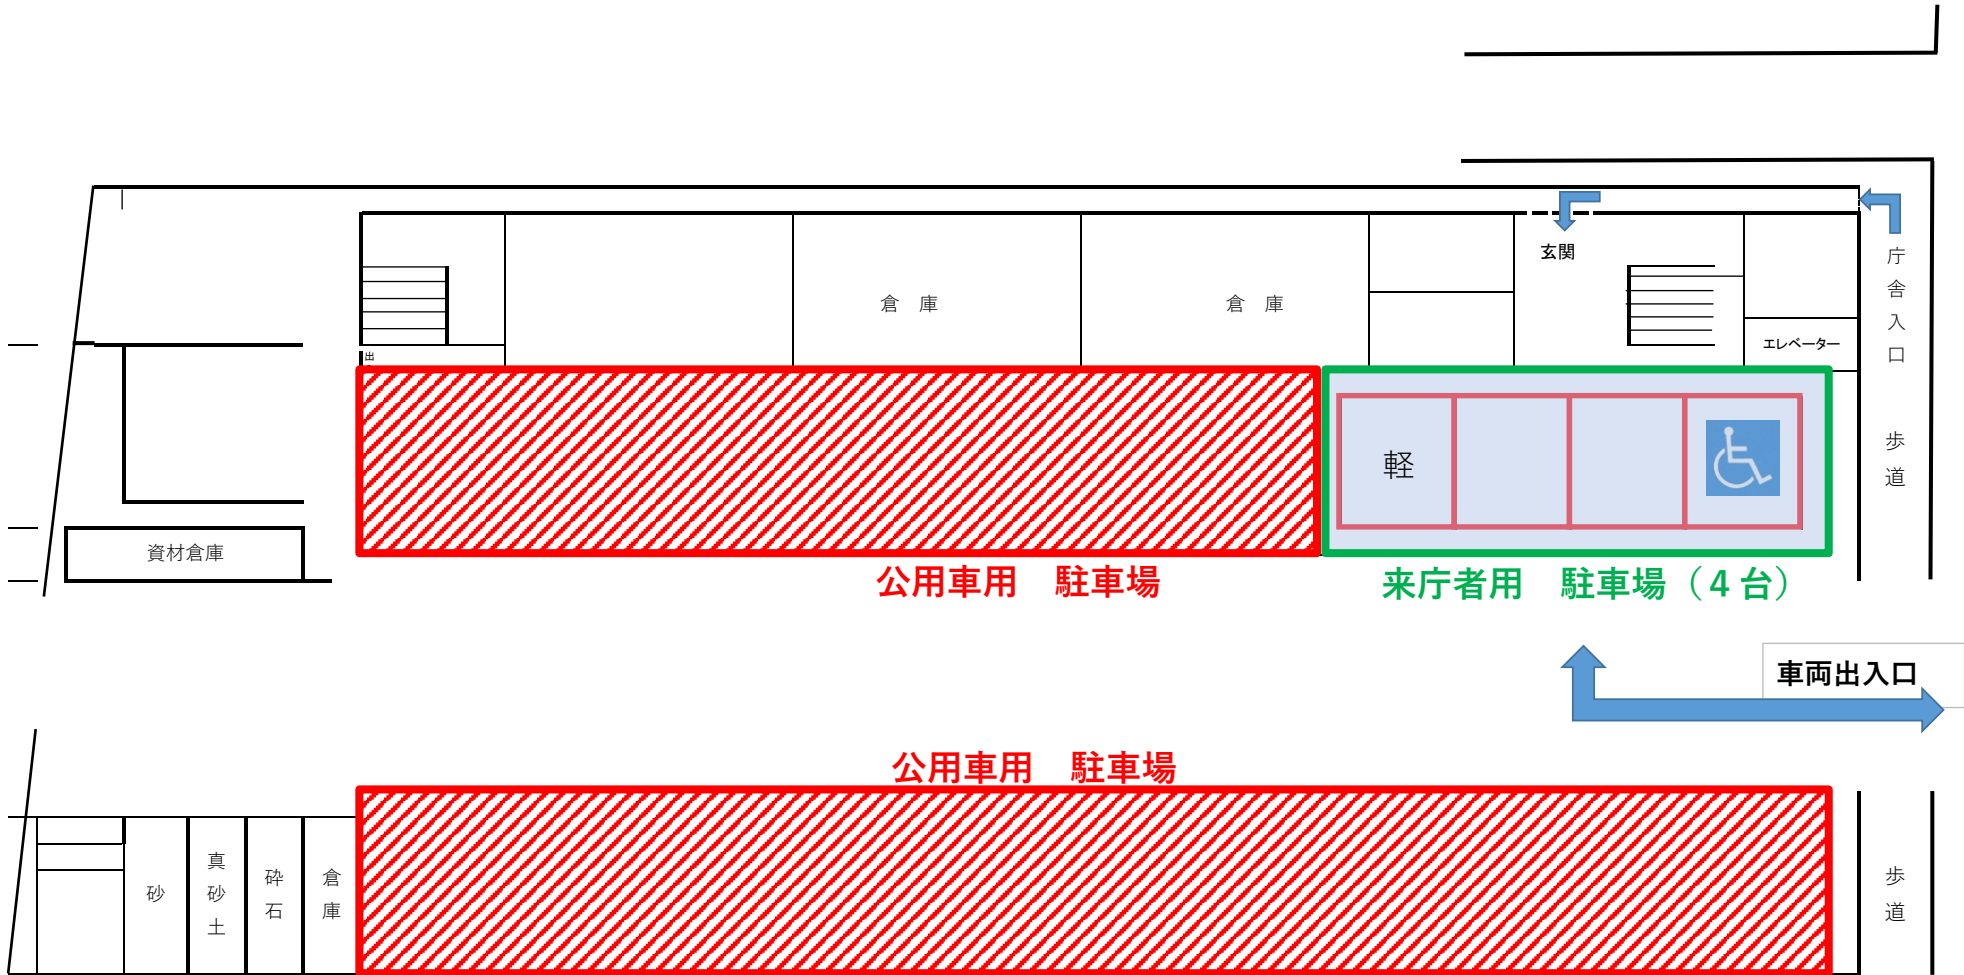 玄関
庁舎入口
倉　庫
倉　庫
エレベーター
出
軽
歩道
資材倉庫
公用車用　駐車場
来庁者用　駐車場（４台）
車両出入口
公用車用　駐車場
砂
真砂土
砕石
倉庫
歩道